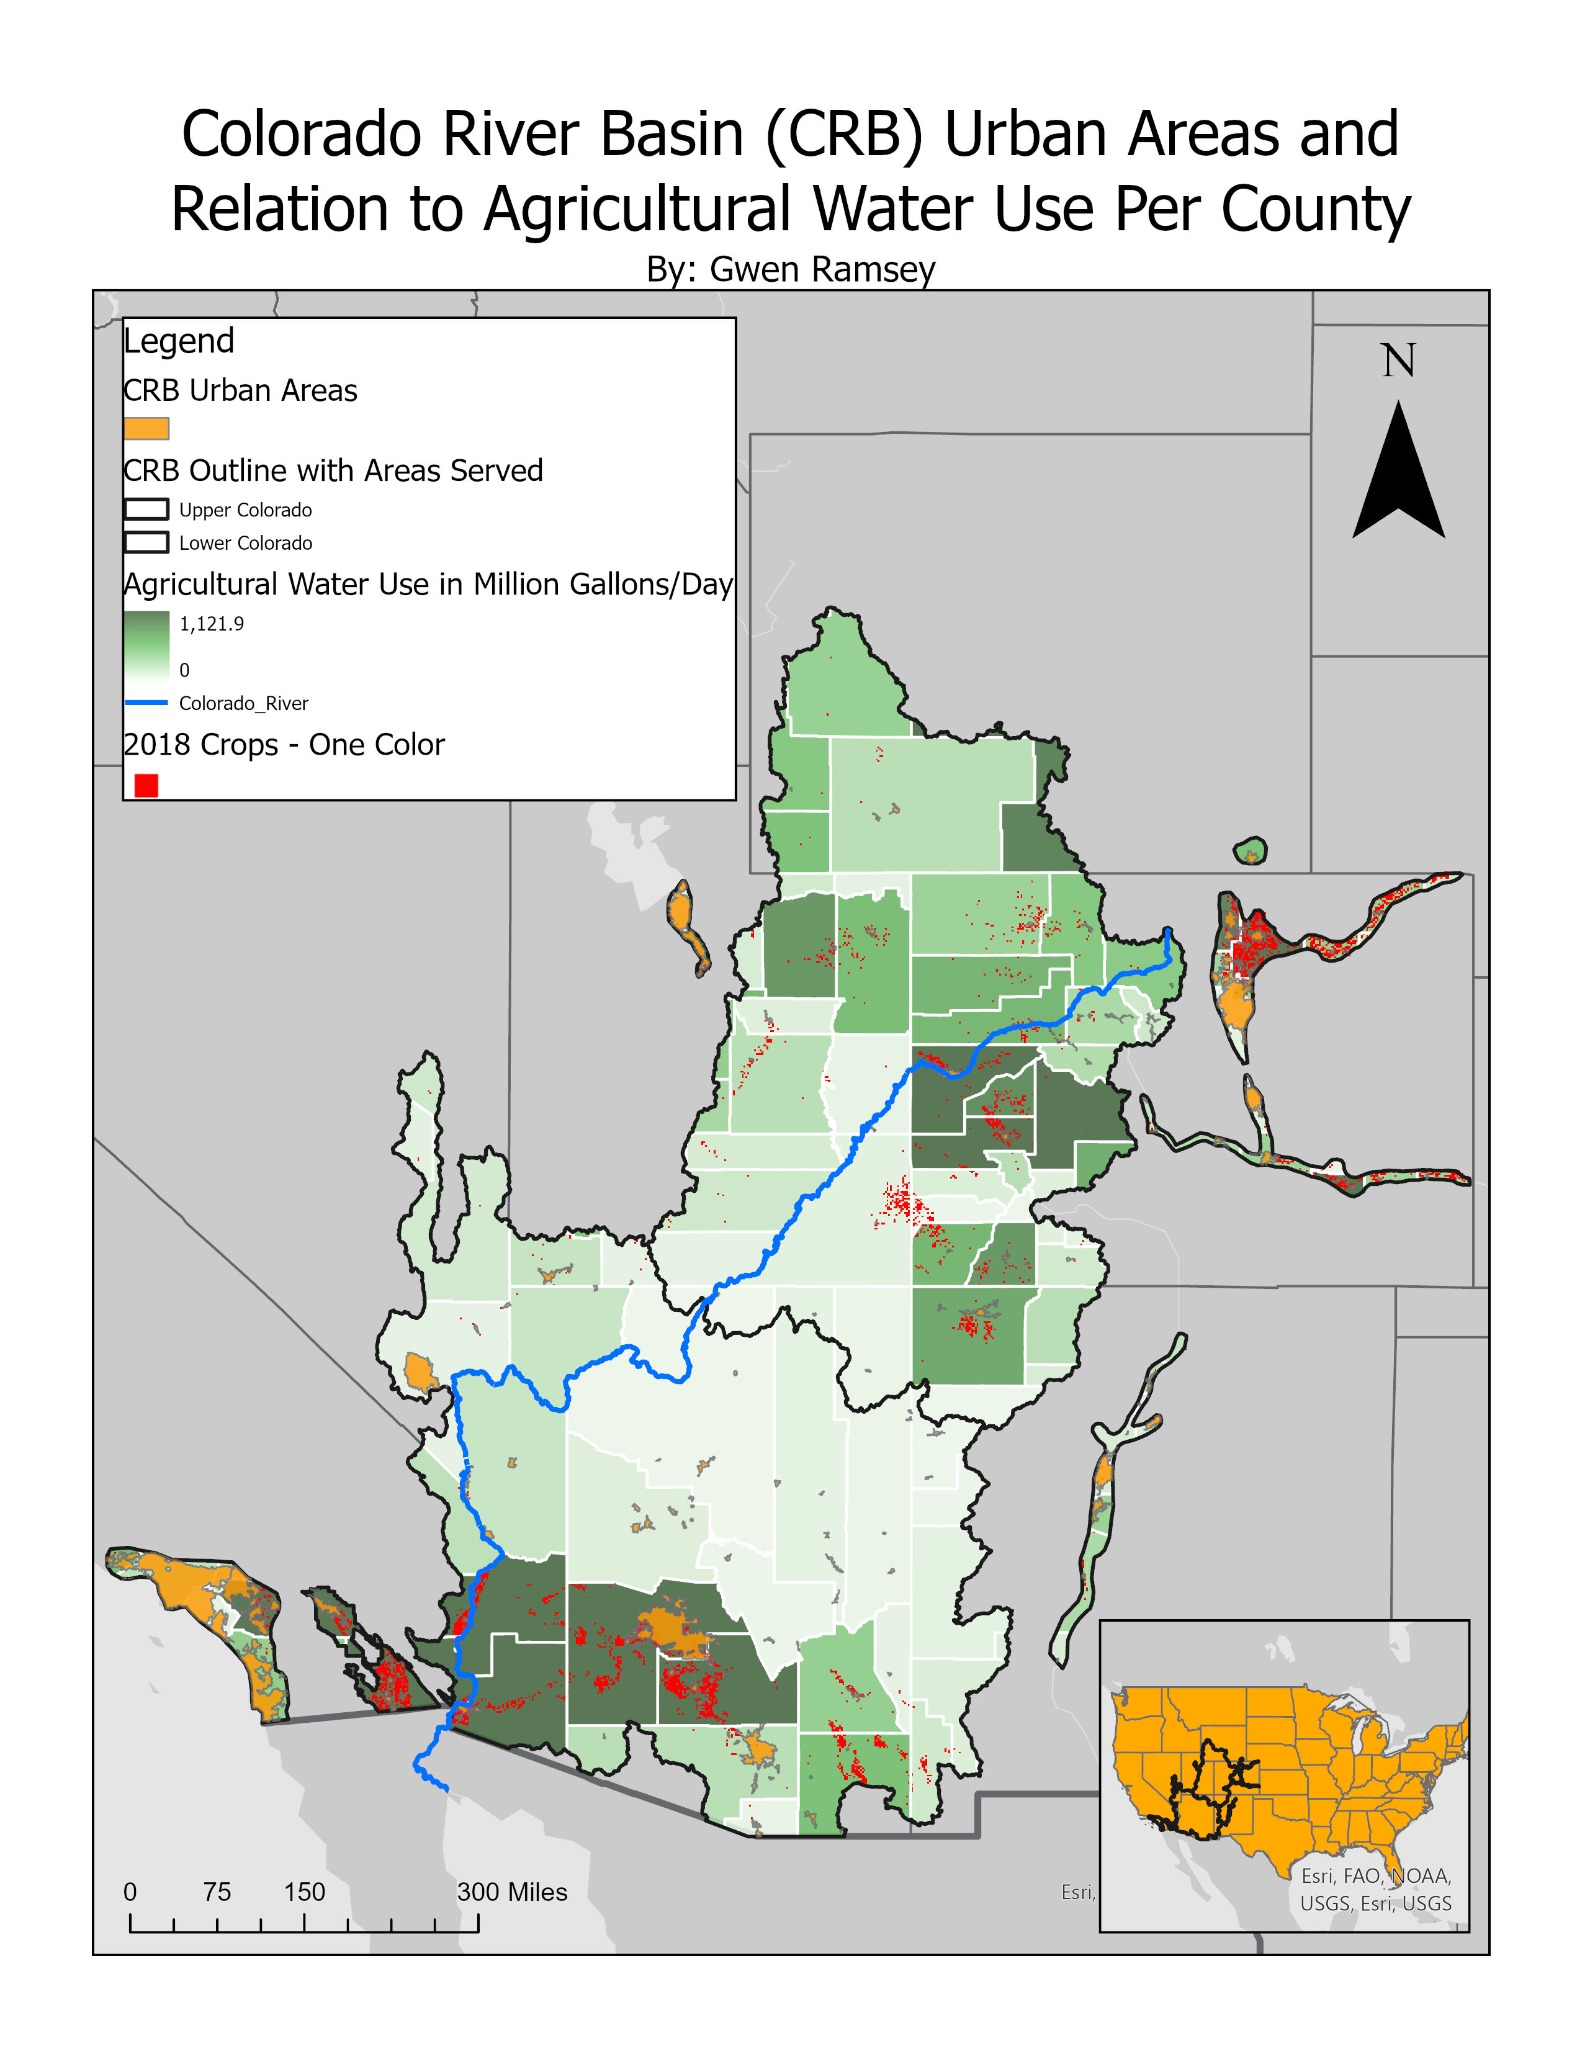 Colorado River Basin (CRB) Urban Areas and
Relation to Agricultural Water Use Per County
By: Gwen Ramsey
Legend
CRB Urban Areas
CRB Outline with Areas Served
Upper Colorado
Lower Colorado
Agricultural Water Use in Million Gallons/Day
1,121.9
0
Colorado_River
2018 Crops - One Color
N
0 75 150 300 Miles
Esri,
Esri, FAO, NOAA,
USGS, Esri, USGS